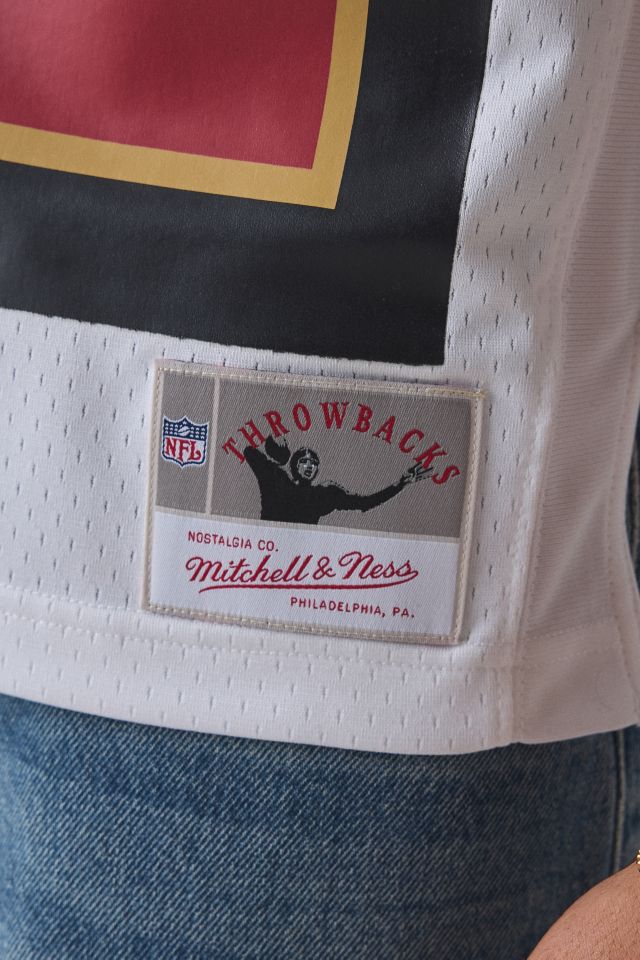 NFL
THROWBACKS
NOSTALGIA CO.
Mitchell & Ness
PHILADELPHIA, PA.